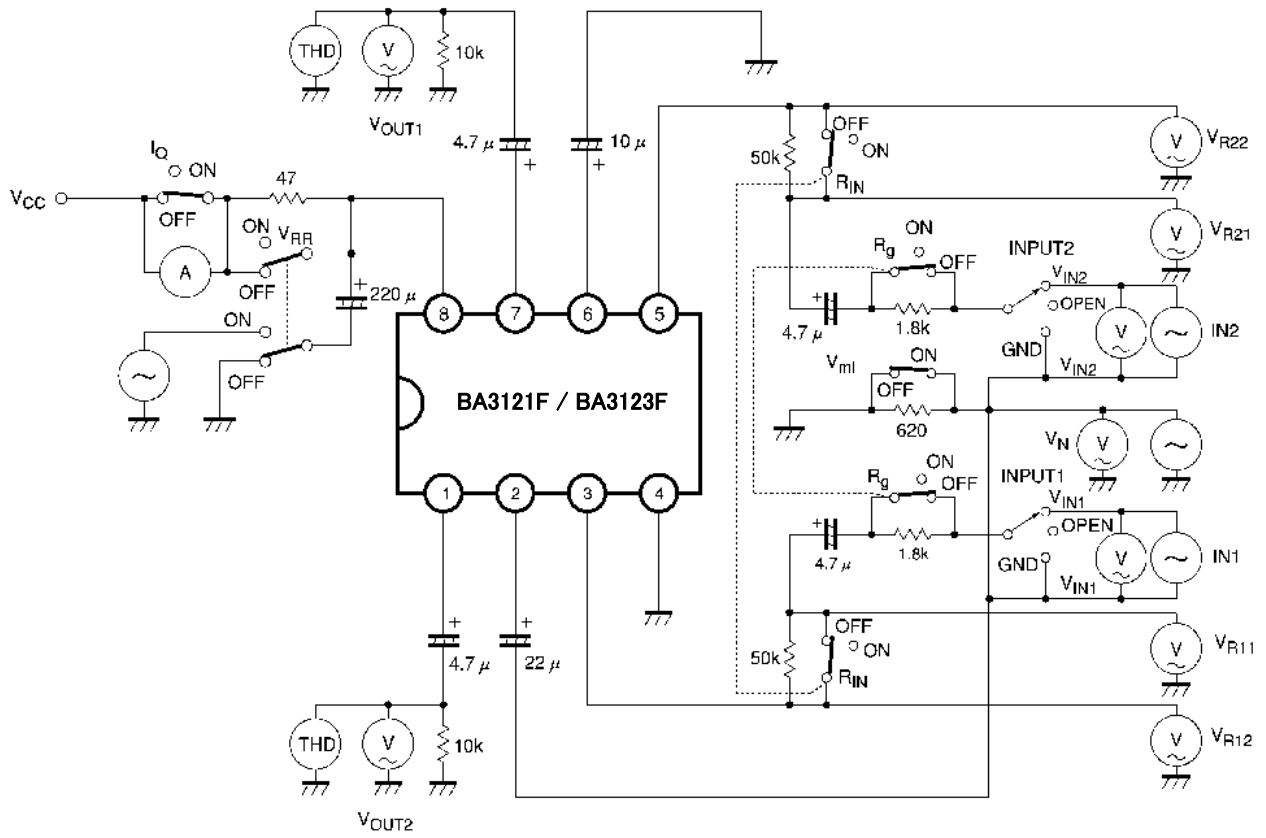 THD
V
10k
VOUT1
4.7 μ
+
10 μ
+
50k
OFF
ON
RIN
V
VR22
IQ
ON
VCC
OFF
47
ON
VRR
A
OFF
+
220 μ
ON
OFF
V
VR21
Rg
ON
OFF
INPUT2
VIN2
OPEN
+
4.7 μ
1.8k
GND
V
IN2
VIN2
8
7
6
5
BA3121F / BA3123F
1
2
3
4
Vml
ON
OFF
620
VN
V
Rg
ON
OFF
INPUT1
VIN1
OPEN
+
4.7 μ
1.8k
GND
V
IN1
VIN1
+
4.7 μ
+
22 μ
50k
OFF
ON
RIN
V
VR11
THD
V
10k
V
VR12
VOUT2